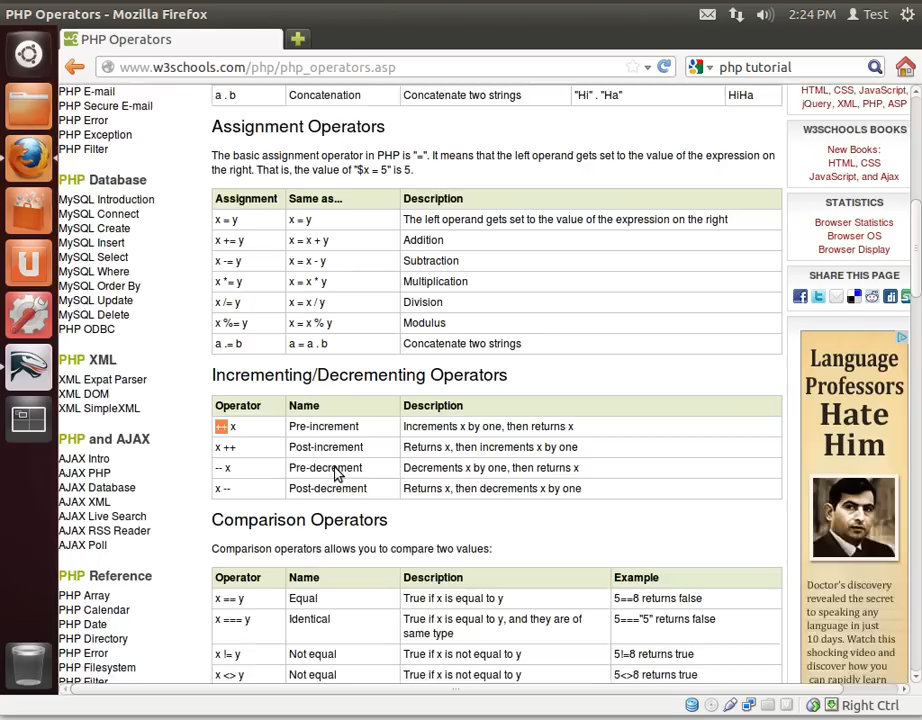 PHP Operators - Mozilla Firefox
2:24 PM
Test
PHP Operators
www.w3schools.com/php/php_operators.asp
php tutorial
PHP E-mail
PHP Secure E-mail
PHP Error
PHP Exception
PHP Filter
PHP Database
MySQL Introduction
MySQL Connect
MySQL Create
MySQL Insert
MySQL Select
MySQL Where
MySQL Order By
MySQL Update
MySQL Delete
PHP ODBC
PHP XML
XML Expat Parser
XML DOM
XML SimpleXML
PHP and AJAX
AJAX Intro
AJAX PHP
AJAX Database
AJAX XML
AJAX Live Search
AJAX RSS Reader
AJAX Poll
PHP Reference
PHP Array
PHP Calendar
PHP Date
PHP Directory
PHP Error
PHP Filesystem
PHP Filter
a . b Concatenation Concatenate two strings "Hi" . "Ha" HiHa
Assignment Operators
The basic assignment operator in PHP is "=". It means that the left operand gets set to the value of the expression on
the right. That is, the value of "$x = 5" is 5.
Assignment Same as... Description
x = y x = y The left operand gets set to the value of the expression on the right
x += y x = x + y Addition
x -= y x = x - y Subtraction
x *= y x = x * y Multiplication
x /= y x = x / y Division
x %= y x = x % y Modulus
a .= b a = a . b Concatenate two strings
Incrementing/Decrementing Operators
Operator Name Description
++ x Pre-increment Increments x by one, then returns x
x ++ Post-increment Returns x, then increments x by one
-- x Pre-decrement Decrements x by one, then returns x
x -- Post-decrement Returns x, then decrements x by one
Comparison Operators
Comparison operators allows you to compare two values:
Operator Name Description Example
x == y Equal True if x is equal to y 5==8 returns false
x === y Identical True if x is equal to y, and they are of 5==="5" returns false
same type
x != y Not equal True if x is not equal to y 5!=8 returns true
x <> y Not equal True if x is not equal to y 5<>8 returns true
HTML, CSS, JavaScript,
jQuery, XML, PHP, ASP
W3SCHOOLS BOOKS
New Books:
HTML, CSS
JavaScript, and Ajax
STATISTICS
Browser Statistics
Browser OS
Browser Display
SHARE THIS PAGE
Language
Professors
Hate
Him
Doctor's discovery
revealed the secret
to speaking any
language in just
10 days. Watch this
shocking video and
discover how you
can rapidly learn
Right Ctrl